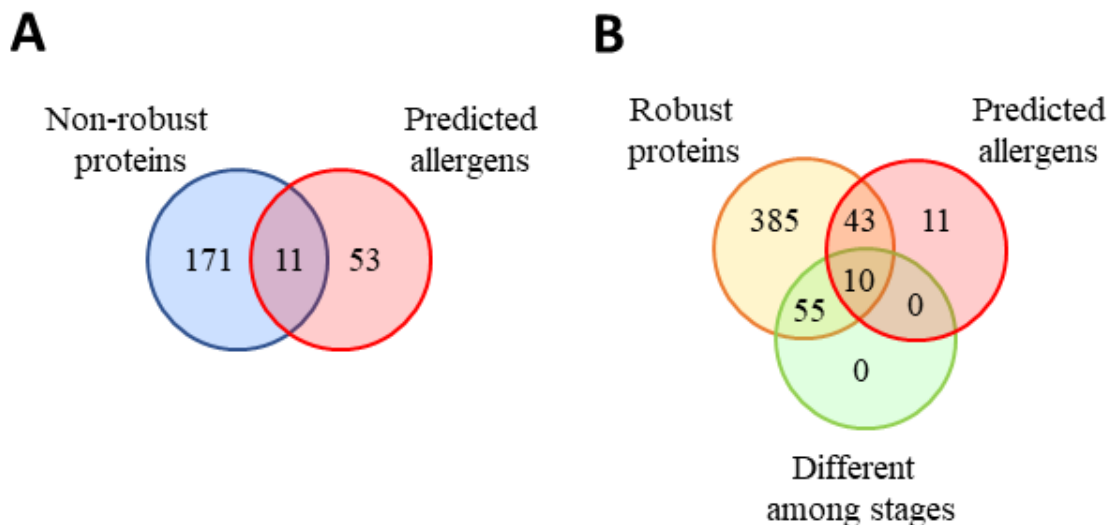 A
Non-robust
proteins
Predicted
allergens
171
11
53
B
Robust
proteins
Predicted
allergens
385
43
11
10
55
0
0
Different
among stages